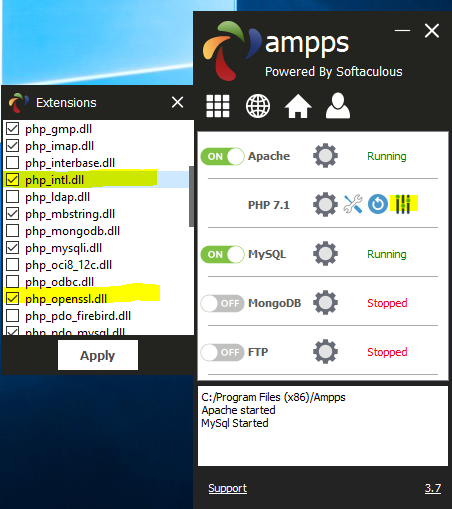 ampps
Powered By Softaculous
Extensions
php_gmp.dll
php_imap.dll
php_interbase.dll
php_intl.dll
php_ldap.dll
php_mbstring.dll
php_mongodb.dll
php_mysqli.dll
php_oci8_12c.dll
php_odbc.dll
php_openssl.dll
php_pdo_firebird.dll
php_pdo_mysql.dll
Apply
ON Apache Running
PHP 7.1
ON MySQL Running
OFF MongoDB Stopped
OFF FTP Stopped
C:/Program Files (x86)/Ampps
Apache started
MySql Started
Support 3.7